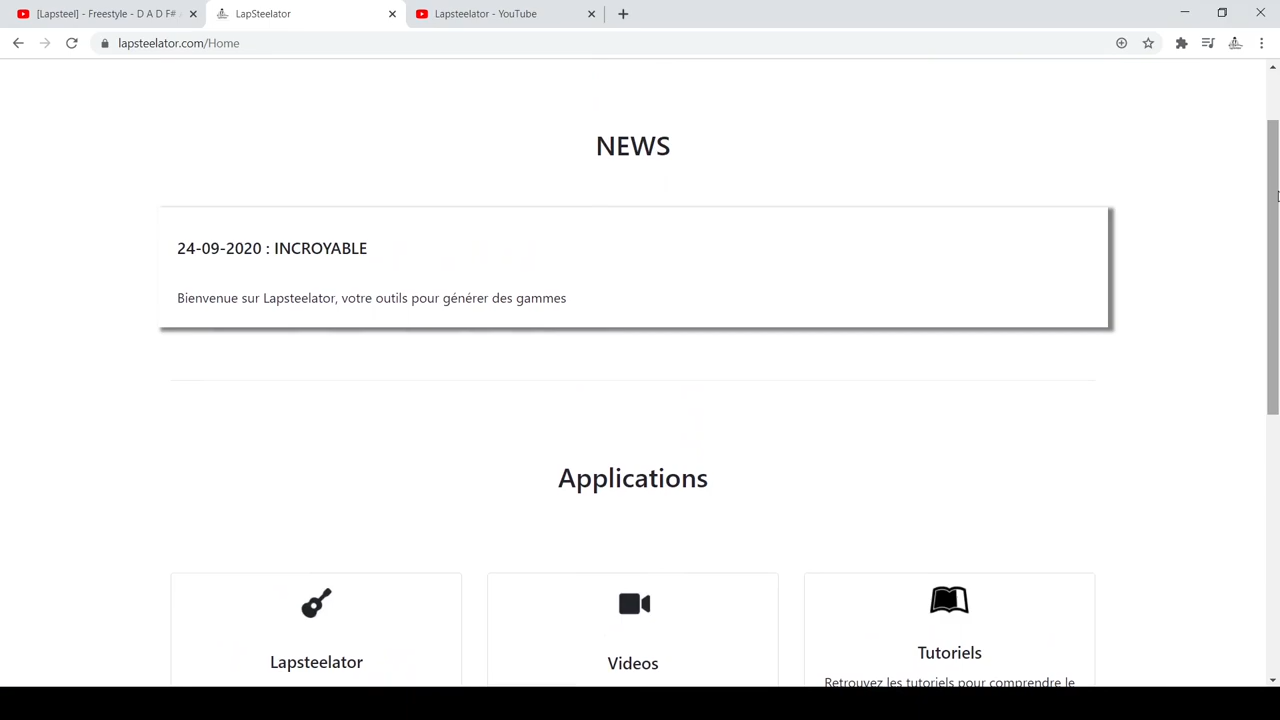 [Lapsteel] - Freestyle - D A D F#
LapSteelator
Lapsteelator - YouTube
lapsteelator.com/Home
NEWS
24-09-2020 : INCROYABLE
Bienvenue sur Lapsteelator, votre outils pour générer des gammes
Applications
Lapsteelator
Videos
Tutoriels
Retrouvez les tutoriels pour comprendre le